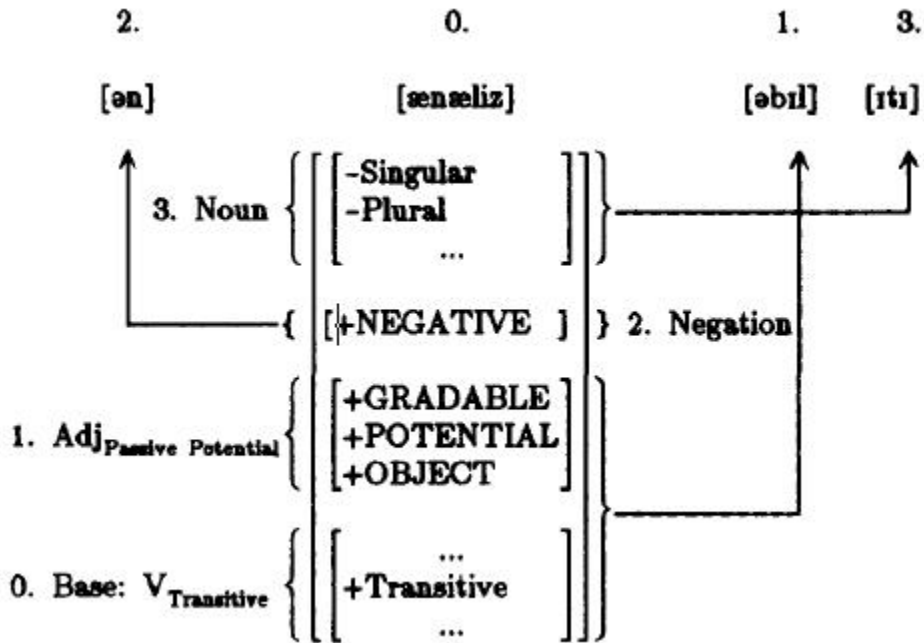 2. 0. 1. 3.
[ən] [ænæliz] [əbɪl] [ɪtɪ]
-Singular
3. Noun { -Plural }
...
{ [+NEGATIVE ] } 2. Negation
+GRADABLE
1. Adj Passive Potential { +POTENTIAL
+OBJECT
...
0. Base: V Transitive { +Transitive
...